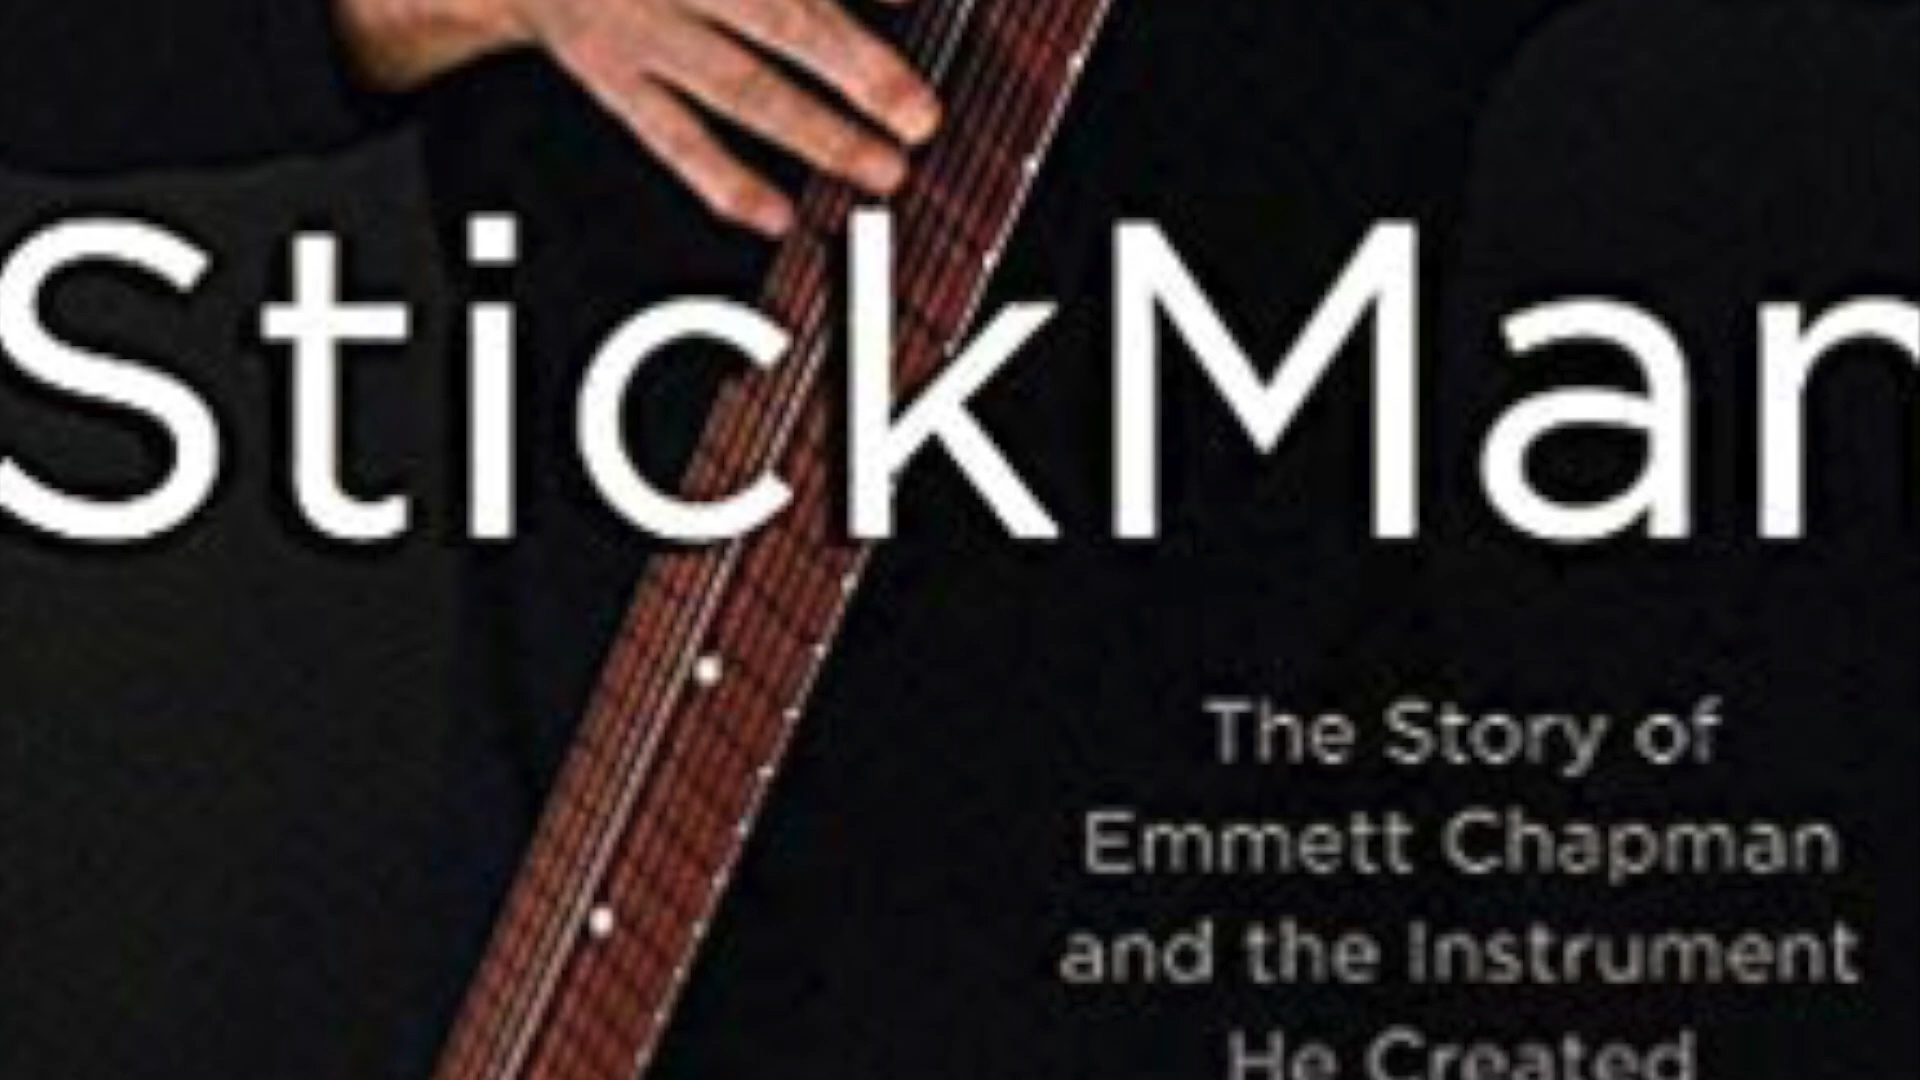 StickMan
The Story of
Emmett Chapman
and the Instrument
He Created